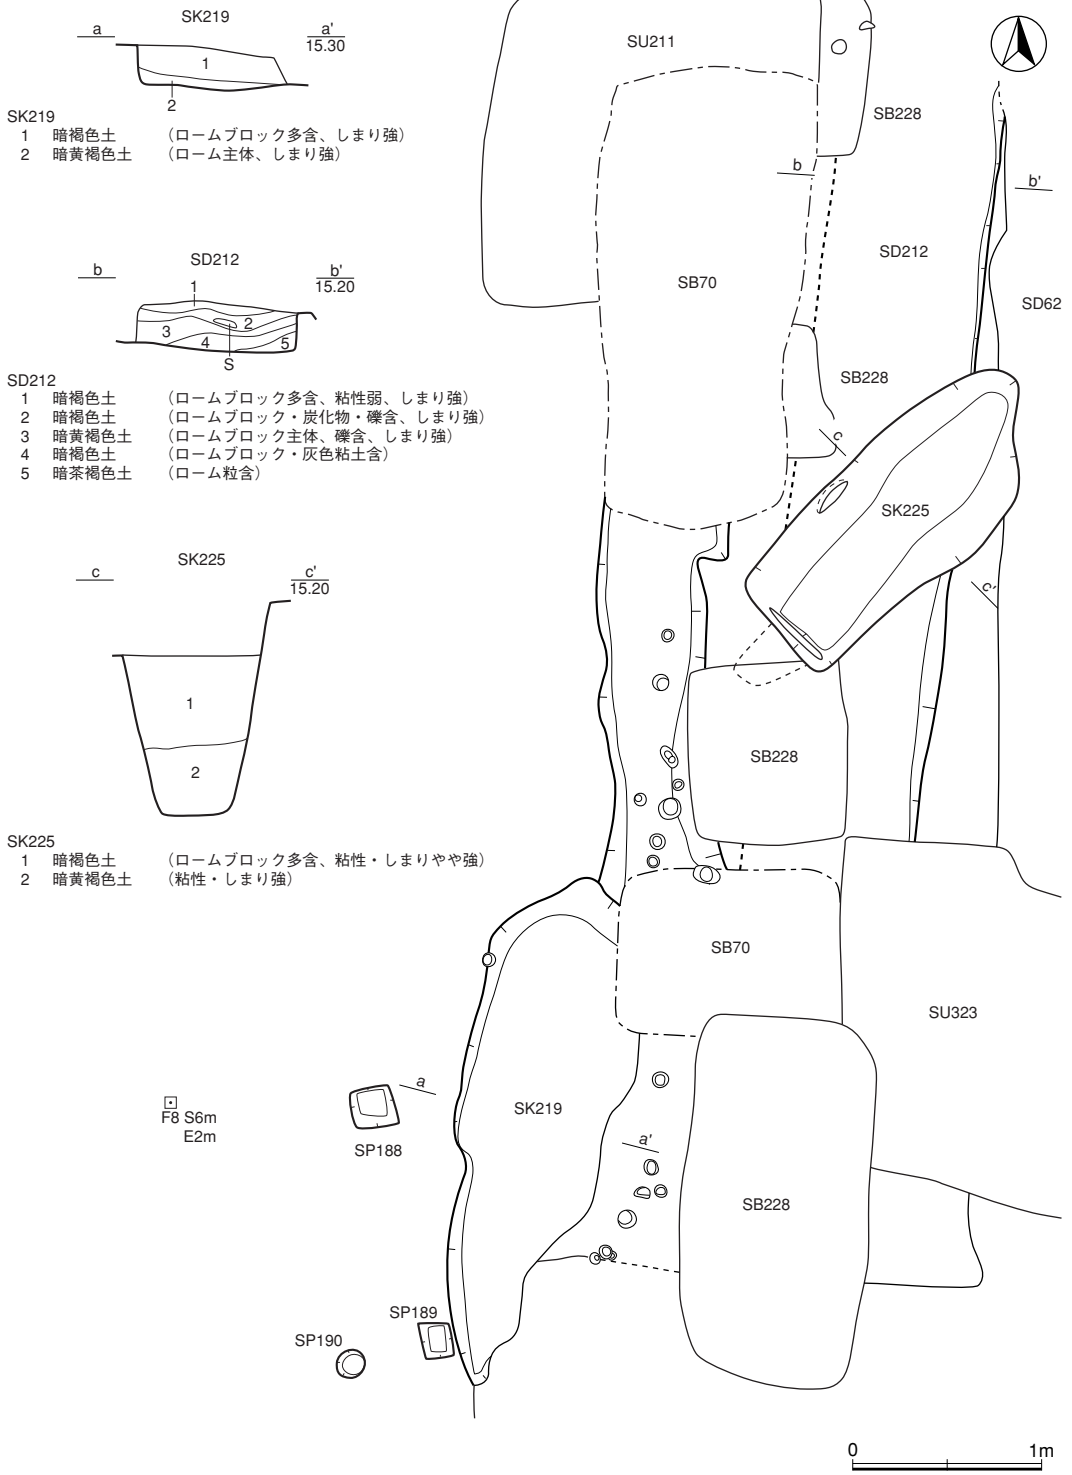 SK219
a
a'
15.30
1
2
SK219
1 暗褐色土 （ロームブロック多含、しまり強）
2 暗黄褐色土 （ローム主体、しまり強）
SD212
b
b'
15.20
1
2
3
4
5
S
SD212
1 暗褐色土 （ロームブロック多含、粘性弱、しまり強）
2 暗褐色土 （ロームブロック・炭化物・礫含、しまり強）
3 暗黄褐色土 （ロームブロック主体、礫含、しまり強）
4 暗褐色土 （ロームブロック・灰色粘土含）
5 暗茶褐色土 （ローム粒含）
SK225
c
c'
15.20
1
2
SK225
1 暗褐色土 （ロームブロック多含、粘性・しまりやや強）
2 暗黄褐色土 （粘性・しまり強）
SU211
SB228
b
b'
SD212
SB70
SD62
SB228
c
SK225
c'
SB228
SB70
SU323
a
F8 S6m
E2m
SP188
SK219
a'
SB228
SP189
SP190
0 1m